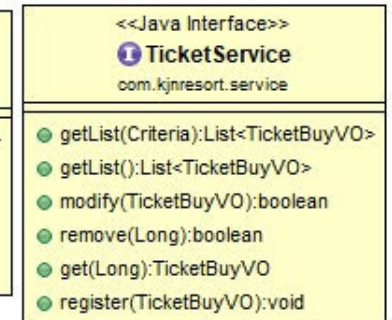 <<Java Interface>>
I TicketService
com.kjnresort.service
getList(Criteria):List<TicketBuyVO>
getList():List<TicketBuyVO>
modify(TicketBuyVO):boolean
remove(Long):boolean
get(Long):TicketBuyVO
register(TicketBuyVO):void